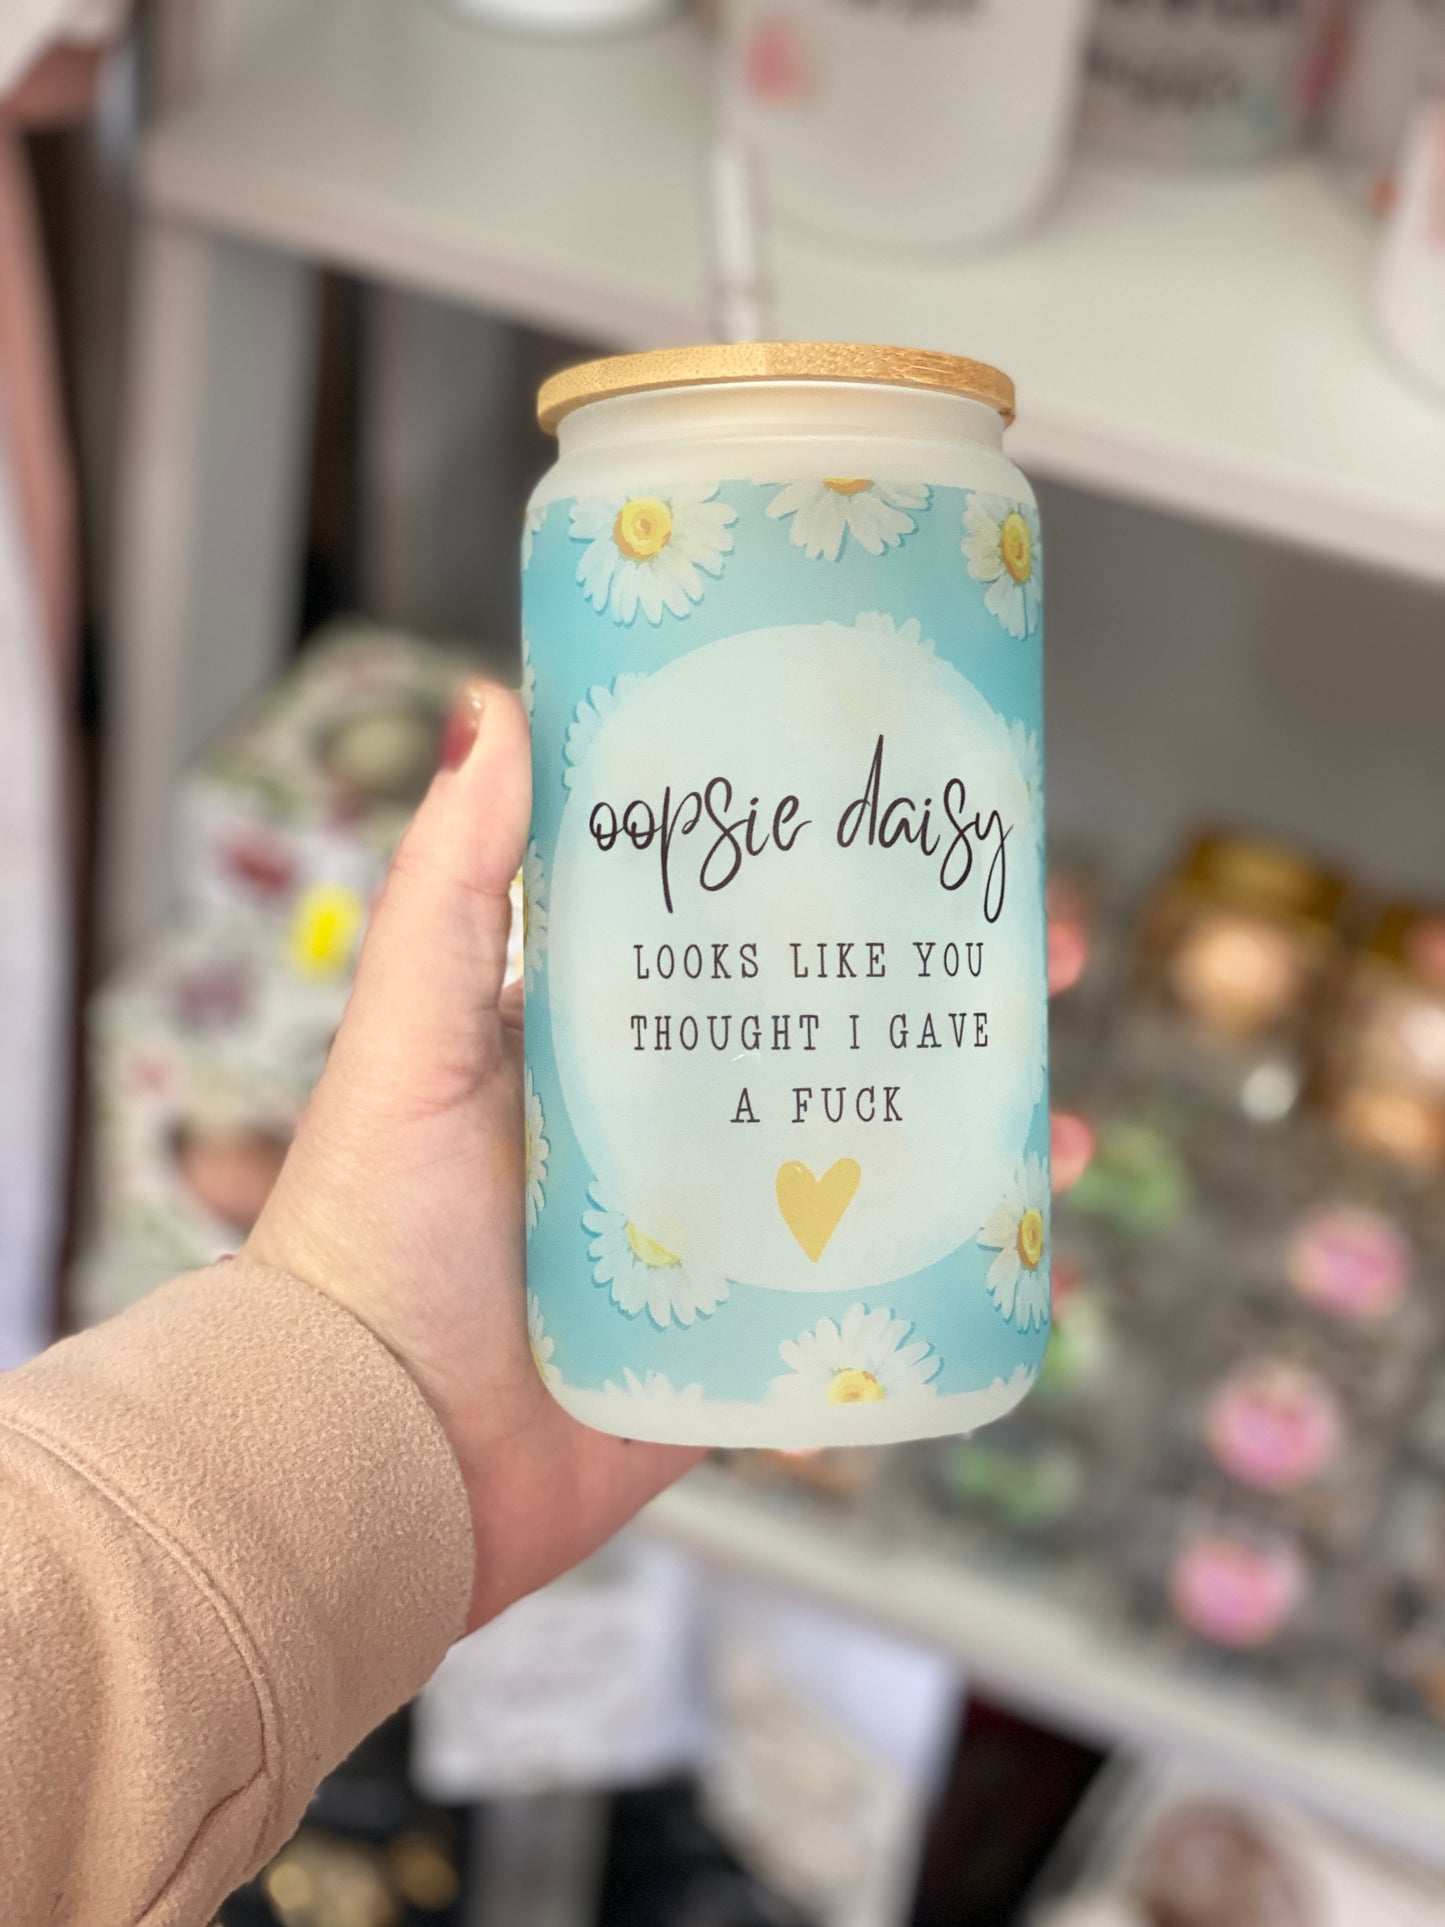 oopsie daisy
LOOKS LIKE YOU
THOUGHT I GAVE
A FUCK